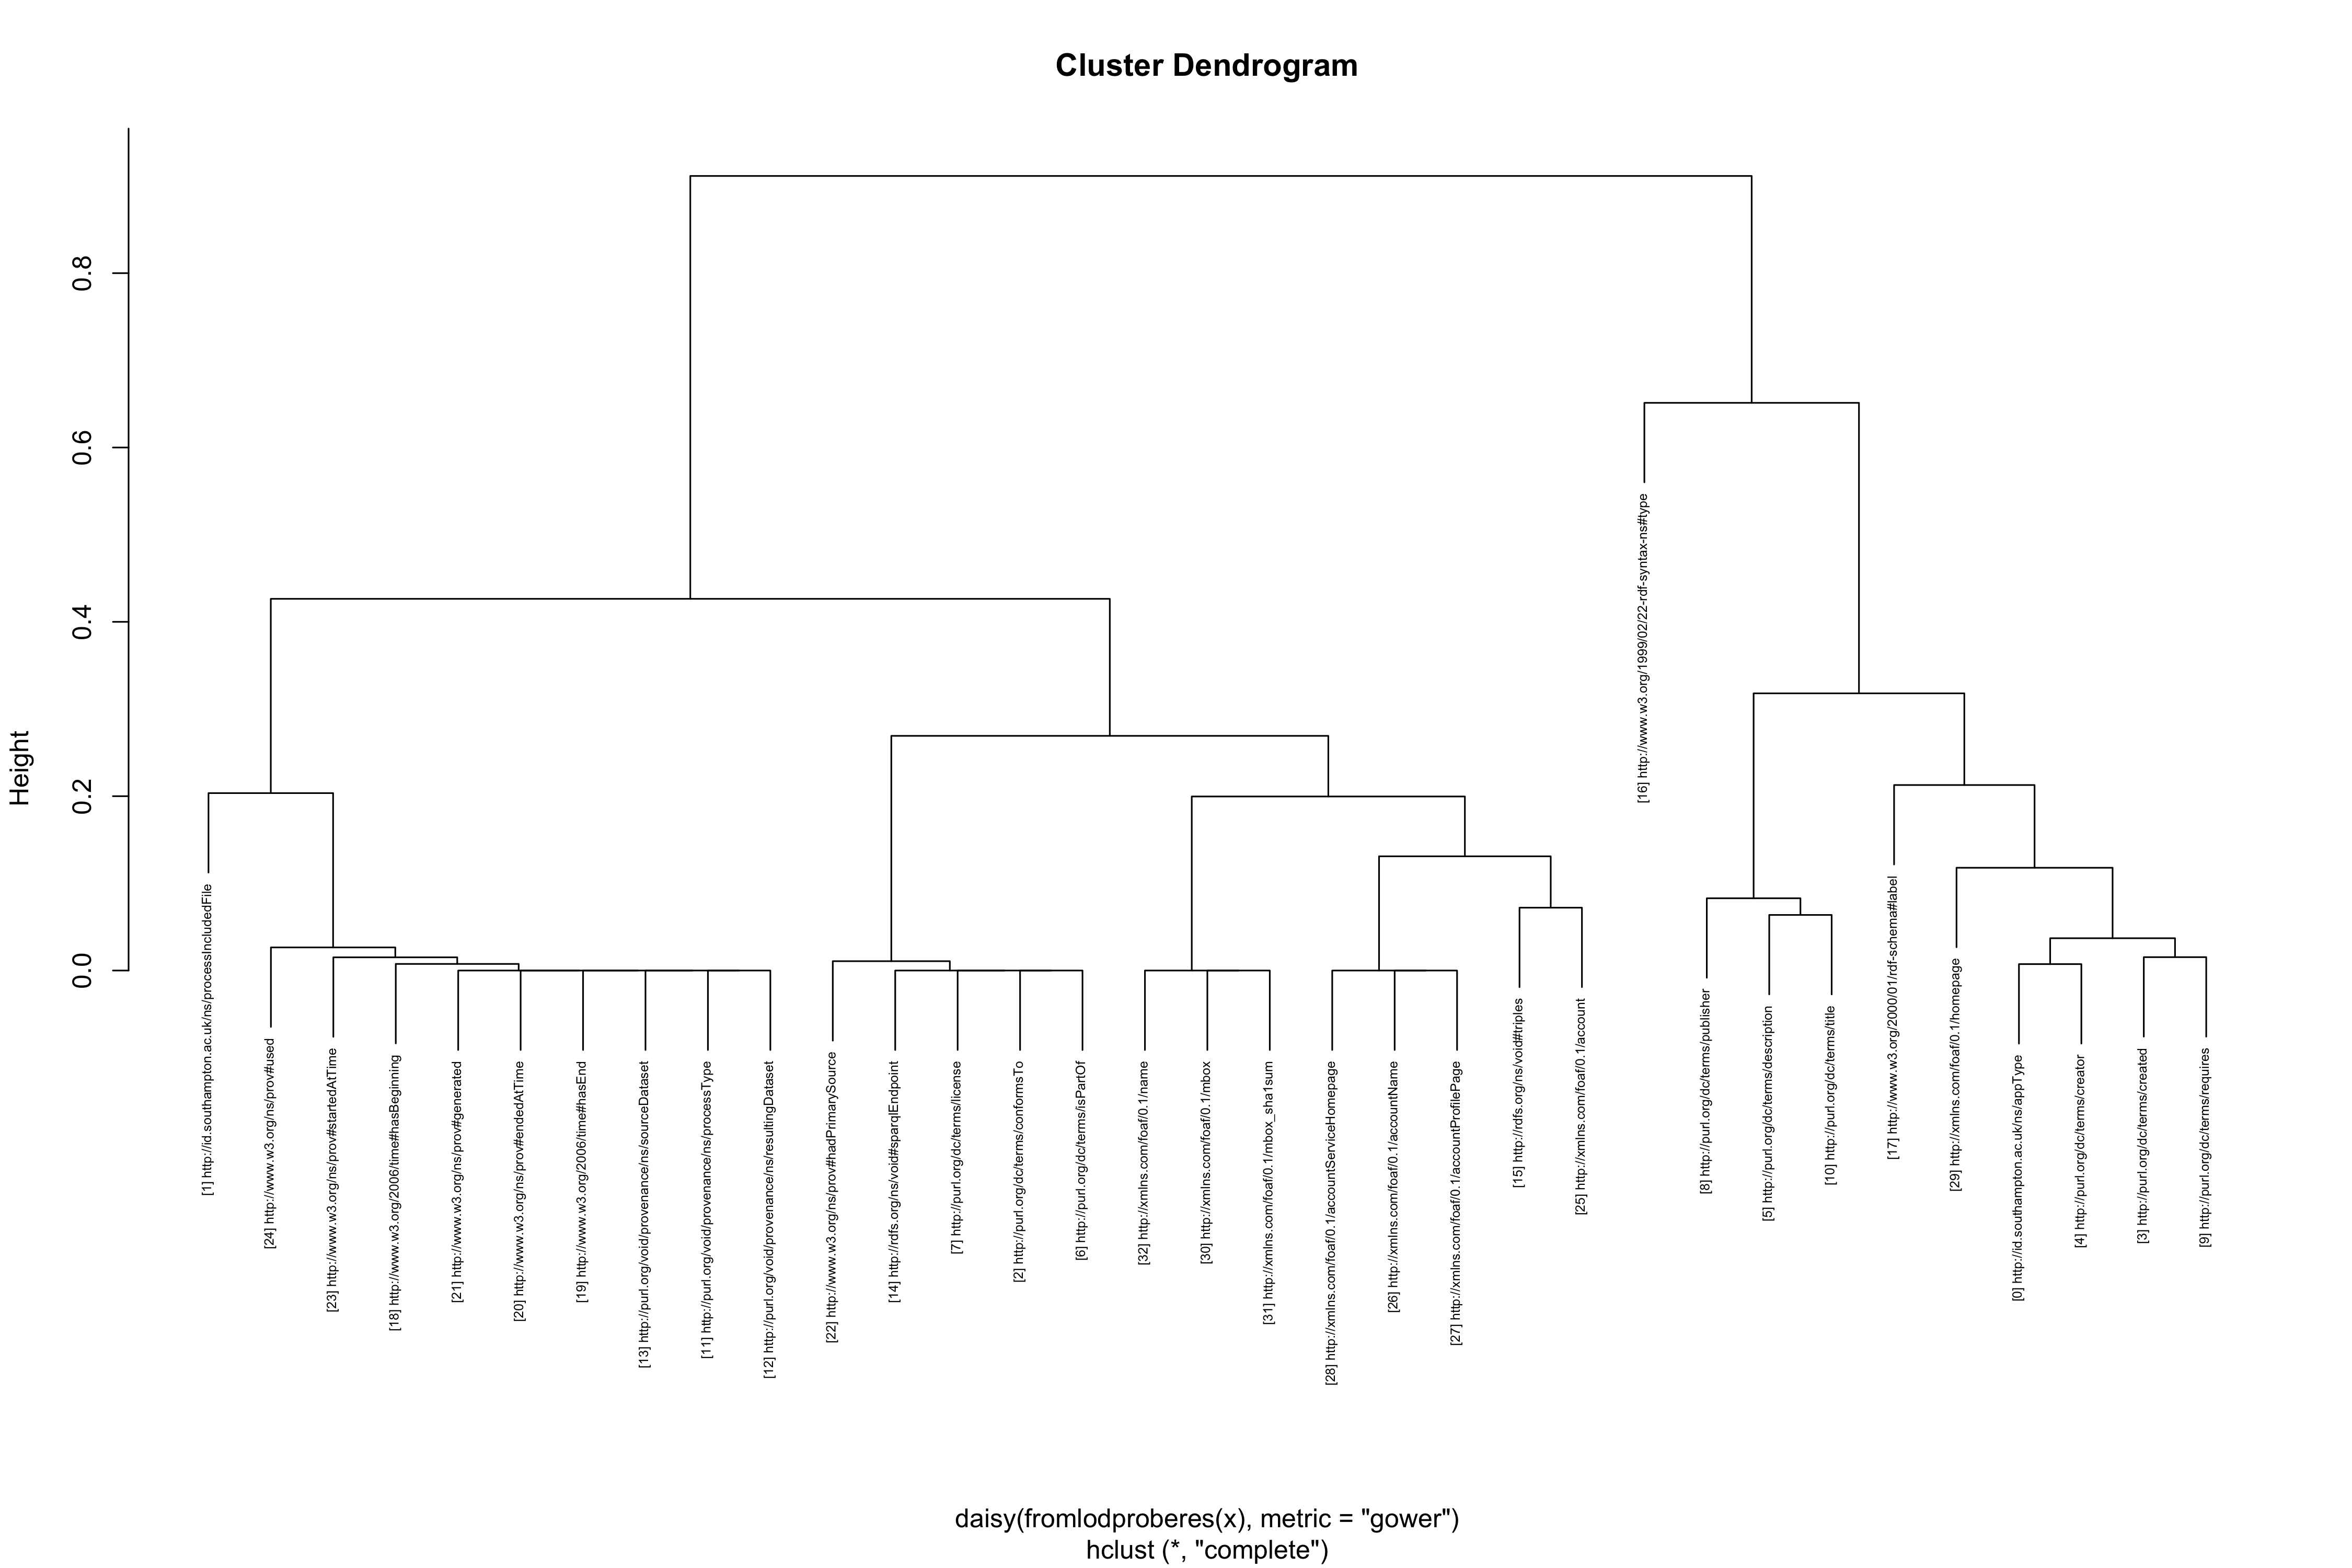 Cluster Dendrogram
Height
0.0
0.2
0.4
0.6
0.8
[1] http://id.southampton.ac.uk/ns/processIncludedFile
[24] http://www.w3.org/ns/prov#used
[23] http://www.w3.org/ns/prov#startedAtTime
[18] http://www.w3.org/2006/time#hasBeginning
[21] http://www.w3.org/ns/prov#generated
[20] http://www.w3.org/ns/prov#endedAtTime
[19] http://www.w3.org/2006/time#hasEnd
[13] http://purl.org/void/provenance/ns/sourceDataset
[11] http://purl.org/void/provenance/ns/processType
[12] http://purl.org/void/provenance/ns/resultingDataset
[22] http://www.w3.org/ns/prov#hadPrimarySource
[14] http://rdfs.org/ns/void#sparqlEndpoint
[7] http://purl.org/dc/terms/license
[2] http://purl.org/dc/terms/conformsTo
[6] http://purl.org/dc/terms/isPartOf
[32] http://xmlns.com/foaf/0.1/name
[30] http://xmlns.com/foaf/0.1/mbox
[31] http://xmlns.com/foaf/0.1/mbox_sha1sum
[28] http://xmlns.com/foaf/0.1/accountServiceHomepage
[26] http://xmlns.com/foaf/0.1/accountName
[27] http://xmlns.com/foaf/0.1/accountProfilePage
[15] http://rdfs.org/ns/void#triples
[25] http://xmlns.com/foaf/0.1/account
[16] http://www.w3.org/1999/02/22-rdf-syntax-ns#type
[8] http://purl.org/dc/terms/publisher
[5] http://purl.org/dc/terms/description
[10] http://purl.org/dc/terms/title
[17] http://www.w3.org/2000/01/rdf-schema#label
[29] http://xmlns.com/foaf/0.1/homepage
[0] http://id.southampton.ac.uk/ns/appType
[4] http://purl.org/dc/terms/creator
[3] http://purl.org/dc/terms/created
[9] http://purl.org/dc/terms/requires
daisy(fromlodproberes(x), metric = "gower")
hclust (*, "complete")